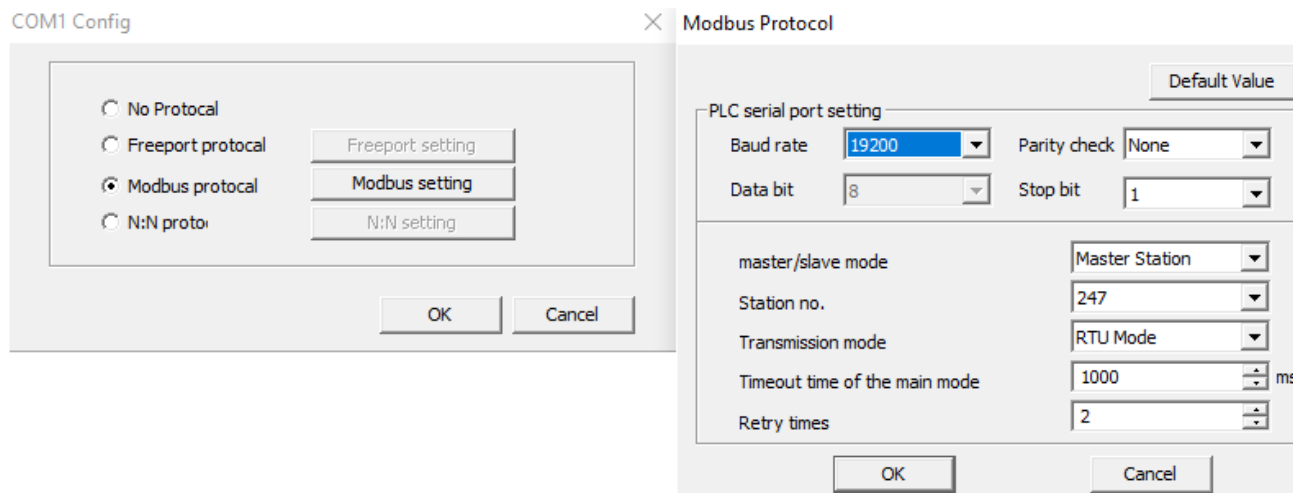 COM1 Config
No Protocal
Freeport protocal Freeport setting
Modbus protocal Modbus setting
N:N proto N:N setting
OK Cancel
Modbus Protocol
Default Value
PLC serial port setting
Baud rate 19200 Parity check None
Data bit 8 Stop bit 1
master/slave mode Master Station
Station no. 247
Transmission mode RTU Mode
Timeout time of the main mode 1000 ms
Retry times 2
OK Cancel